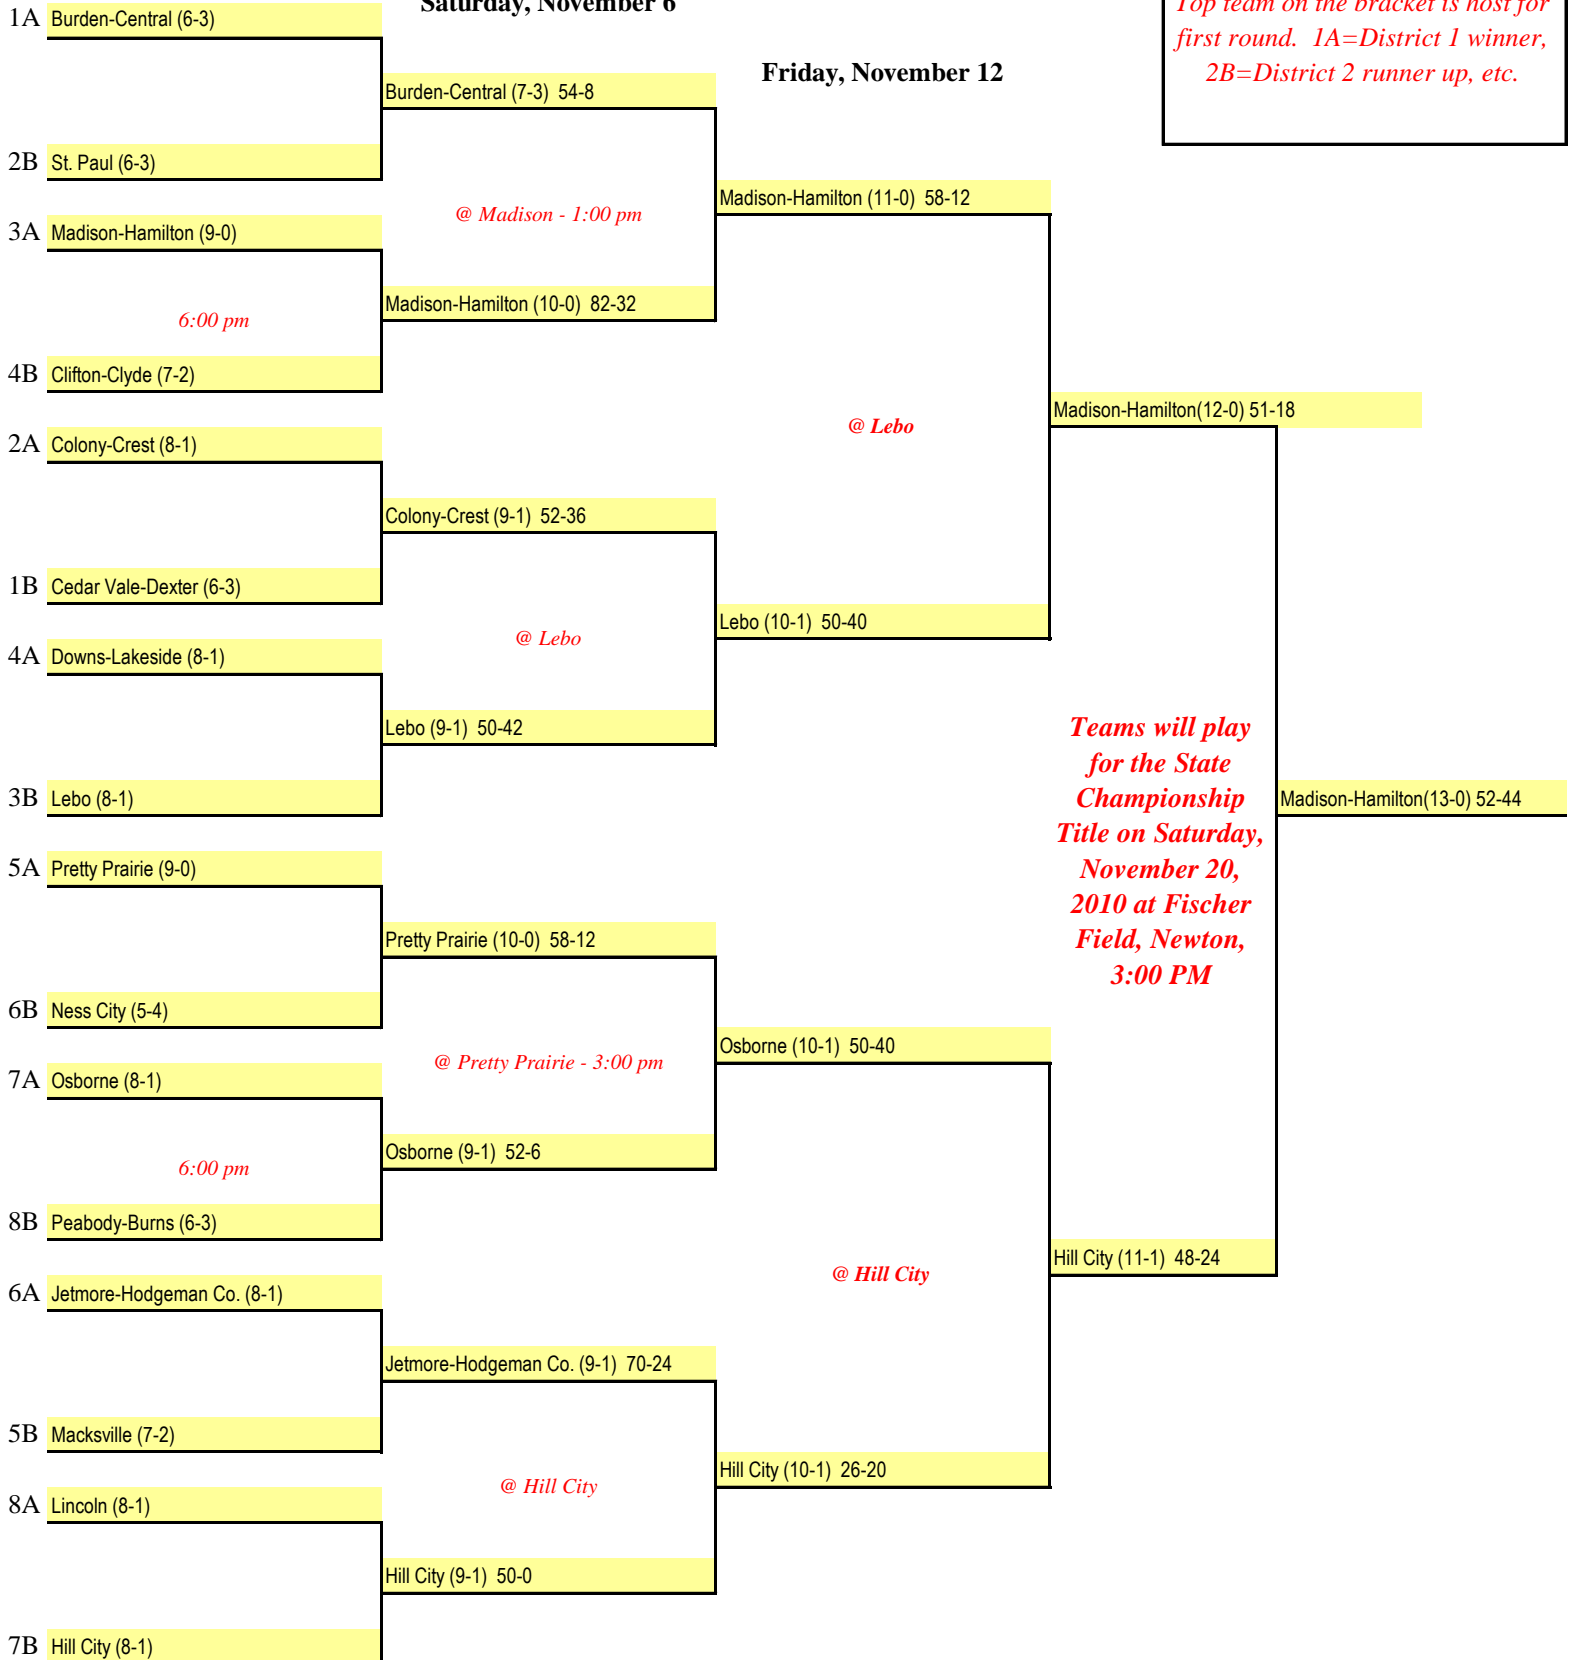 Saturday, November 6
Top team on the bracket is host for
first round.  1A=District 1 winner,
2B=District 2 runner up, etc.
Friday, November 12
1A Burden-Central (6-3)
Burden-Central (7-3)  54-8
2B St. Paul (6-3)
Madison-Hamilton (11-0)  58-12
@ Madison - 1:00 pm
3A Madison-Hamilton (9-0)
Madison-Hamilton (10-0)  82-32
6:00 pm
4B Clifton-Clyde (7-2)
Madison-Hamilton(12-0) 51-18
@ Lebo
2A Colony-Crest (8-1)
Colony-Crest (9-1)  52-36
1B Cedar Vale-Dexter (6-3)
Lebo (10-1)  50-40
@ Lebo
4A Downs-Lakeside (8-1)
Lebo (9-1)  50-42
3B Lebo (8-1)
Teams will play
for the State
Championship
Title on Saturday,
November 20,
2010 at Fischer
Field, Newton,
3:00 PM
Madison-Hamilton(13-0) 52-44
5A Pretty Prairie (9-0)
Pretty Prairie (10-0)  58-12
6B Ness City (5-4)
Osborne (10-1)  50-40
@ Pretty Prairie - 3:00 pm
7A Osborne (8-1)
Osborne (9-1)  52-6
6:00 pm
8B Peabody-Burns (6-3)
Hill City (11-1)  48-24
@ Hill City
6A Jetmore-Hodgeman Co. (8-1)
Jetmore-Hodgeman Co. (9-1)  70-24
5B Macksville (7-2)
Hill City (10-1)  26-20
@ Hill City
8A Lincoln (8-1)
Hill City (9-1)  50-0
7B Hill City (8-1)